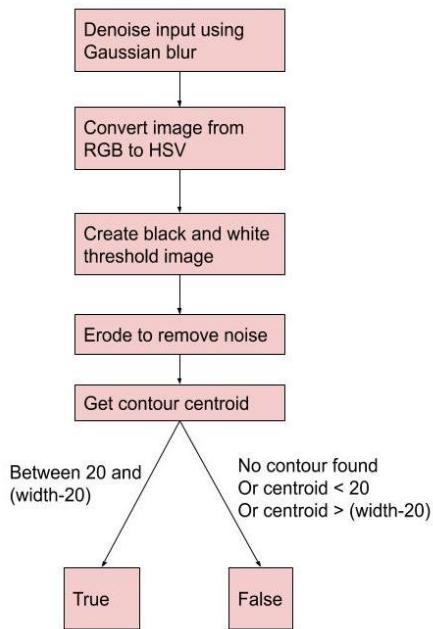 Denoise input using
Gaussian blur
Convert image from
RGB to HSV
Create black and white
threshold image
Erode to remove noise
Get contour centroid
Between 20 and
(width-20)
No contour found
Or centroid < 20
Or centroid > (width-20)
True
False